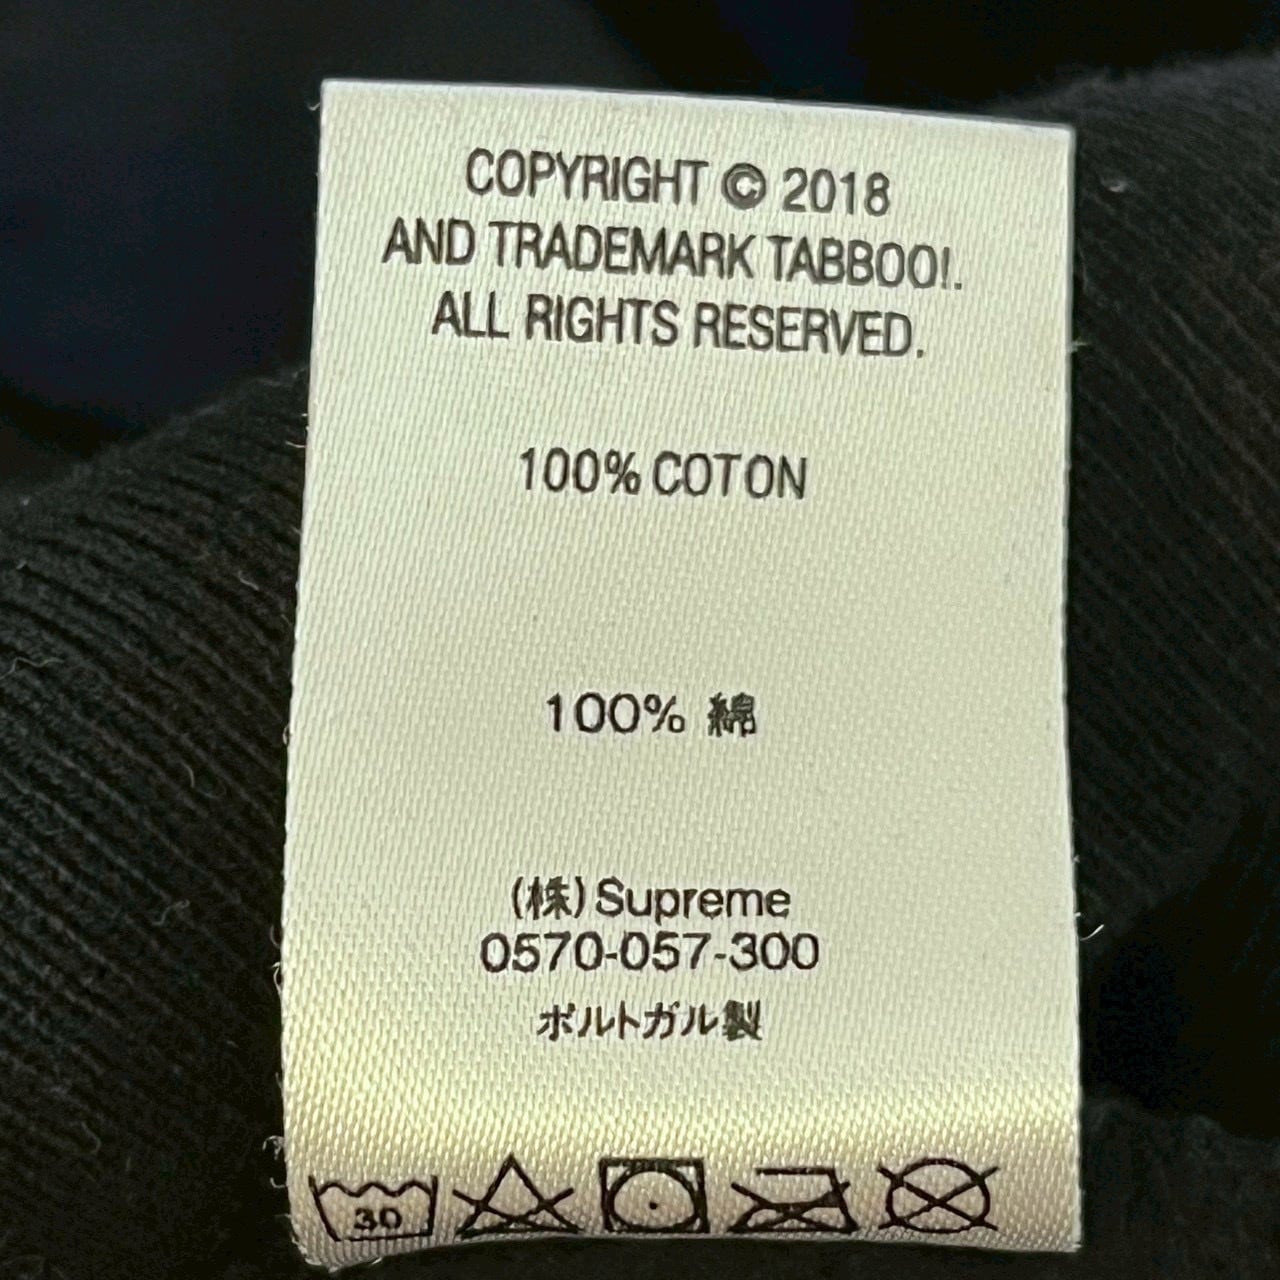 COPYRIGHT © 2018
AND TRADEMARK TABBOO!.
ALL RIGHTS RESERVED.
100% COTON
100% 綿
(株) Supreme
0570-057-300
ポルトガル製
30